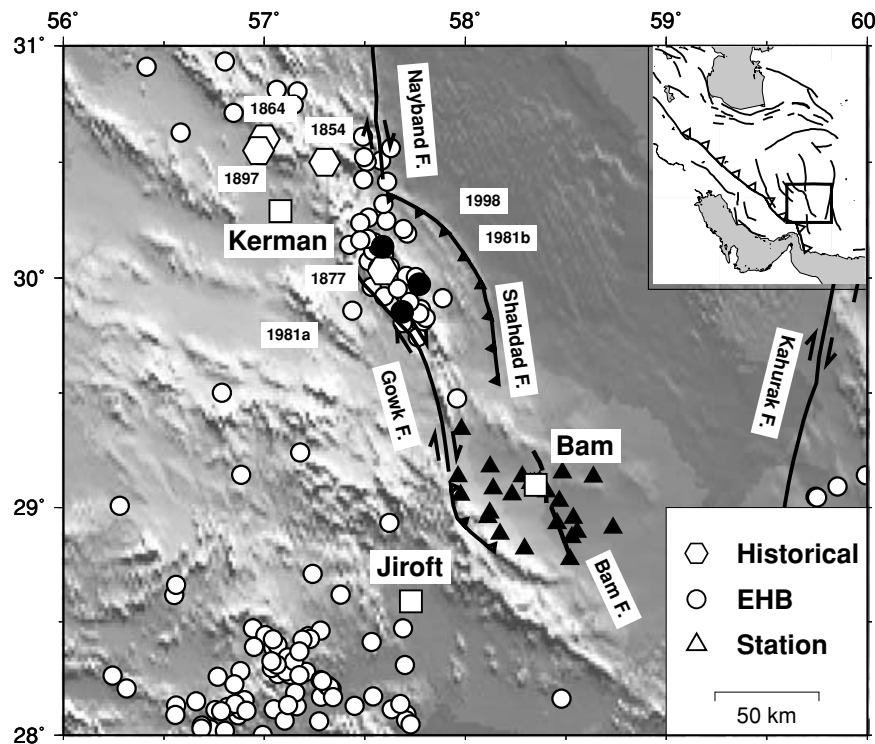 56° 57° 58° 59° 60
31°
30°
29°
28°
Nayband F.
1864
1854
1897
1998
Kerman
1981b
1877
Shahdad F.
1981a
Kahurak F.
Gowk F.
Bam
Jiroft
Bam F.
Historical
EHB
Station
50 km